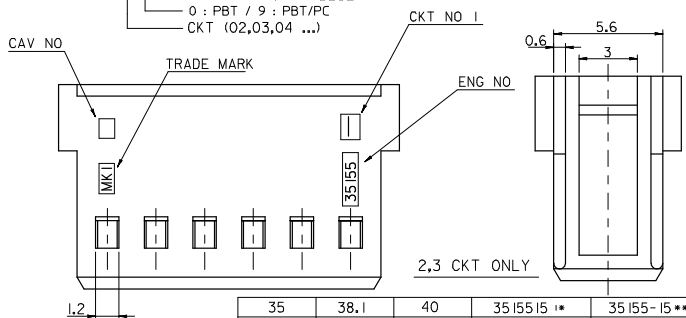 0 : PBT / 9 : PBT/PC
CKT (02,03,04 ...)
CKT NO 1
CAV NO
TRADE MARK
ENG NO
5.6
0.6
3
MK1
35155
2,3 CKT ONLY
1.2
35 38.1 40 3515515 1* 35155-15**